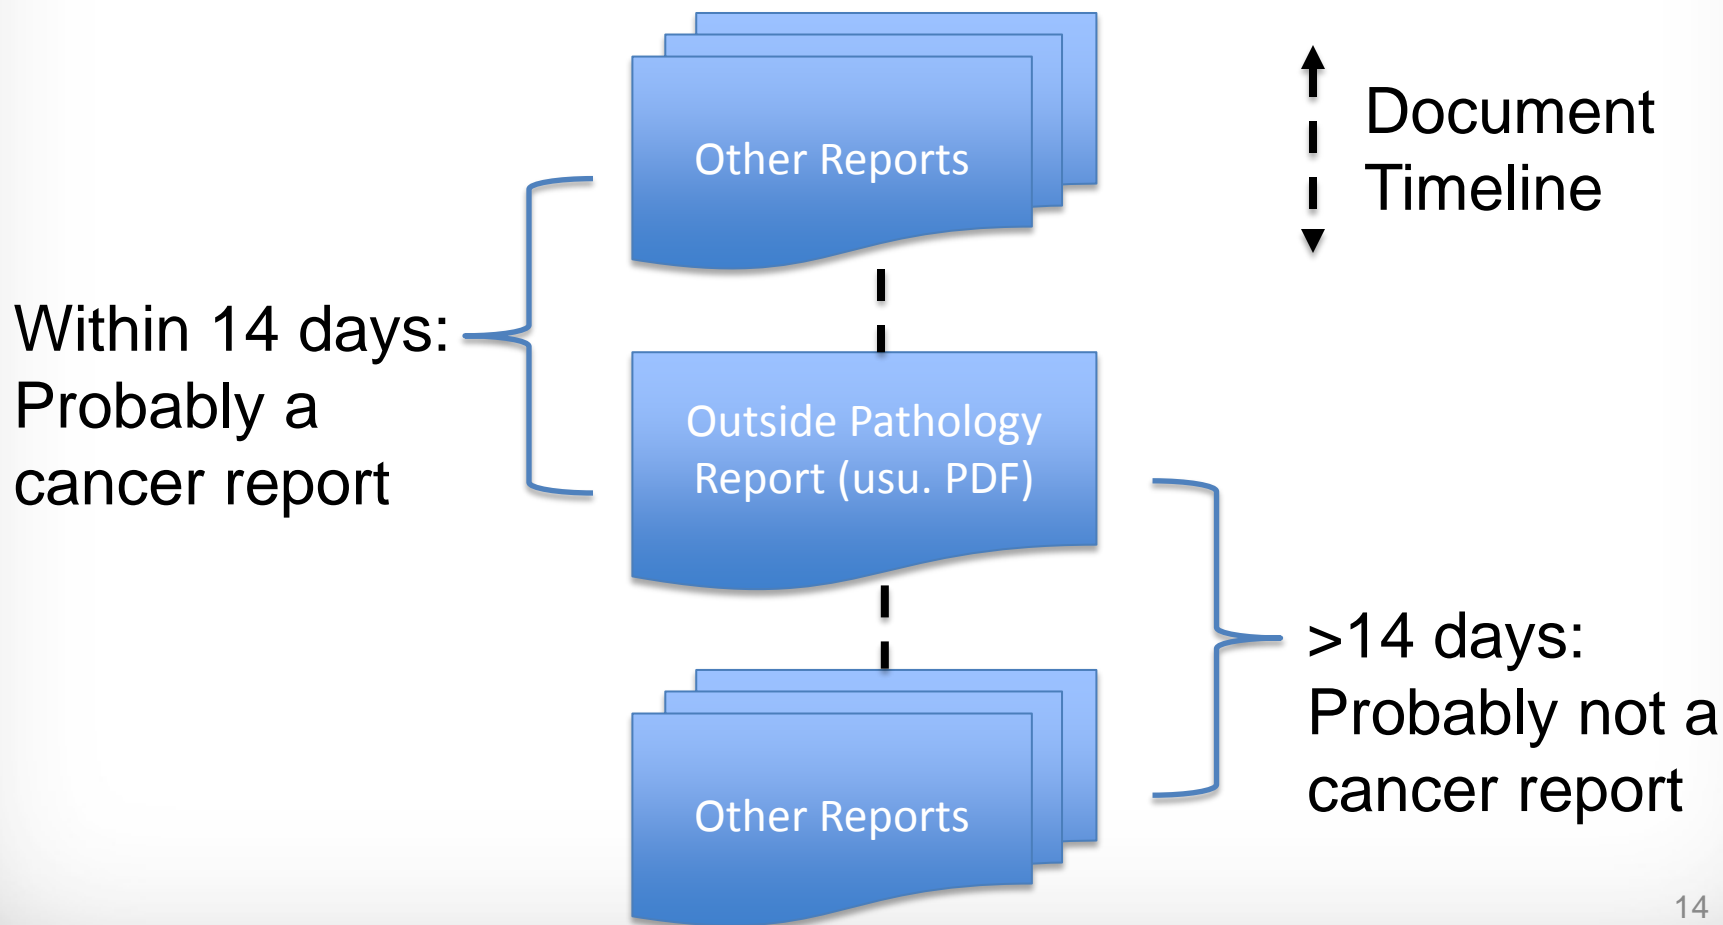 Other Reports
Document
Timeline
Within 14 days:
Probably a
cancer report
Outside Pathology
Report (usu. PDF)
>14 days:
Probably not a
cancer report
Other Reports
14